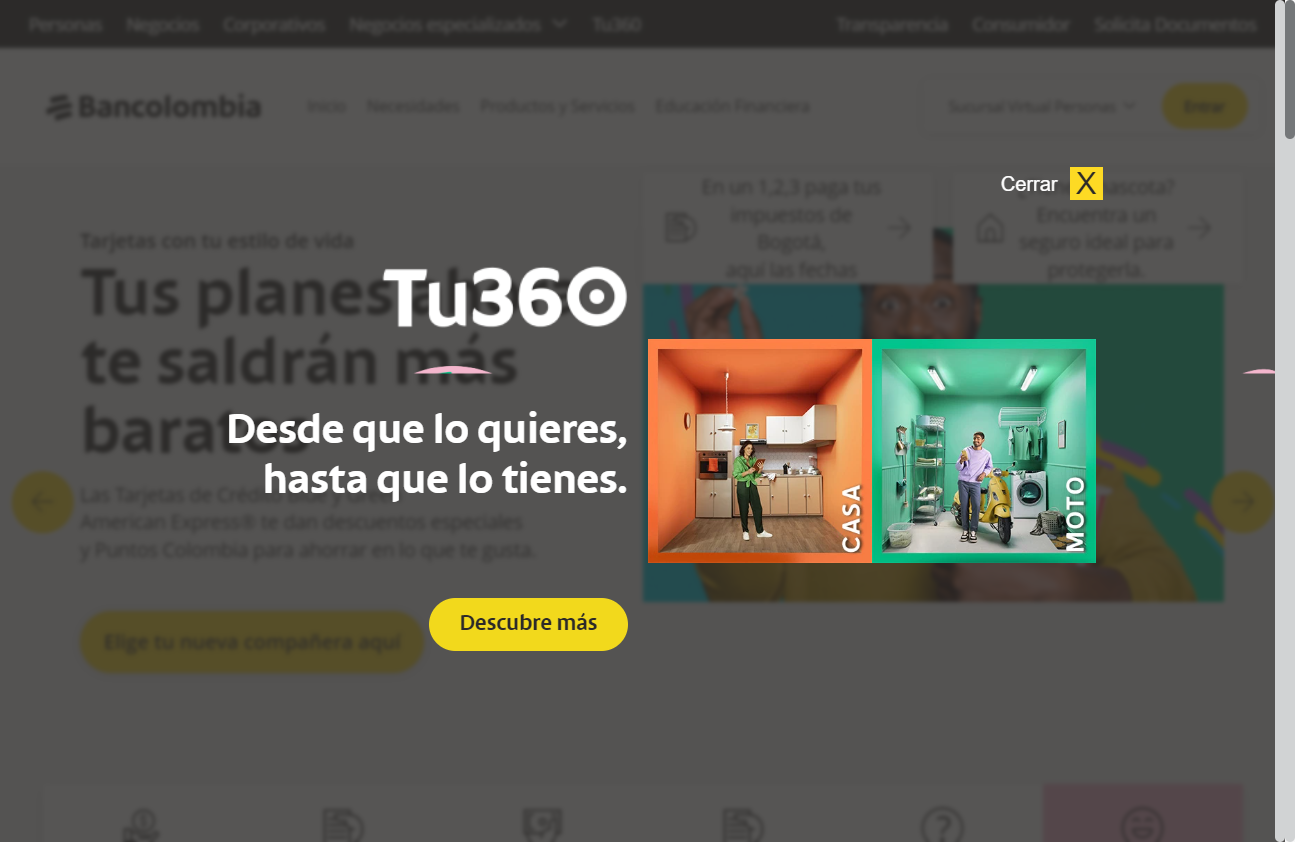 Personas Negocios Corporativos Negocios especializados Tu360 Transparencia Consumidor Solicita Documentos
Bancolombia Inicio Necesidades Productos y Servicios Educación Financiera Sucursal Virtual Personas Entrar
Cerrar X
En un 1,2,3 paga tus
impuestos de
Bogotá,
aquí las fechas
mascota?
Encuentra un
seguro ideal para
protegerla.
Tarjetas con tu estilo de vida
Tus planes
te saldrán más
baratos
Las Tarjetas de Crédito
American Express® te dan descuentos especiales
y Puntos Colombia para ahorrar en lo que te gusta.
Elige tu nueva compañera aquí
Tu360
Desde que lo quieres,
hasta que lo tienes.
Descubre más
CASA
MOTO